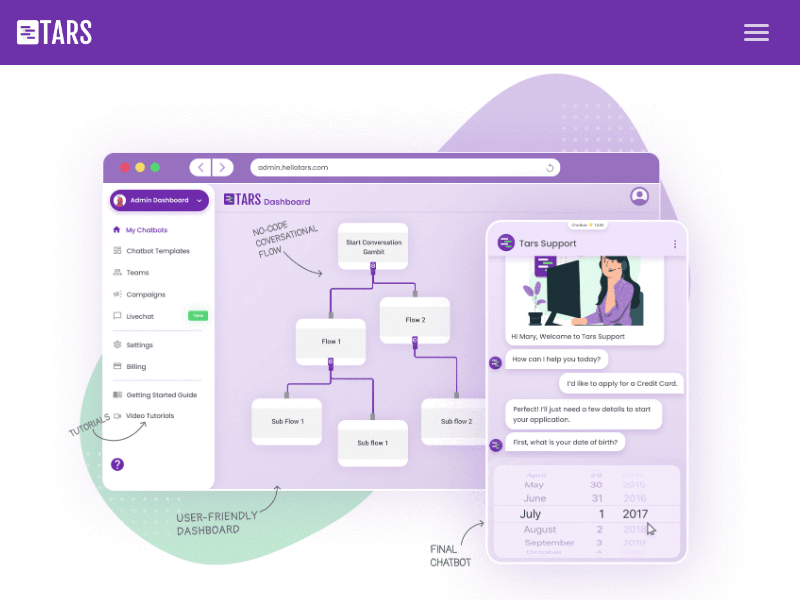 TARS
admin.hellotars.com
Admin Dashboard
TARS Dashboard
My Chatbots
Chatbot Templates
Teams
Campaigns
Livechat
New
Settings
Billing
Getting Started Guide
Video Tutorials
?
TUTORIALS
NO-CODE
COVERSATIONAL
FLOW
Start Conversation
Gambit
Flow 1
Flow 2
Sub Flow 1
Sub flow 1
Sub flow 2
USER-FRIENDLY
DASHBOARD
FINAL
CHATBOT
Tars Support
Hi Mary, Welcome to Tars Support
How can I help you today?
I'd like to apply for a Credit Card.
Perfect! I'll just need a few details to start
your application.
First, what is your date of birth?
April 29
May 30 2015
June 31 2016
July 1 2017
August 2 2018
September 3 2019
October 4